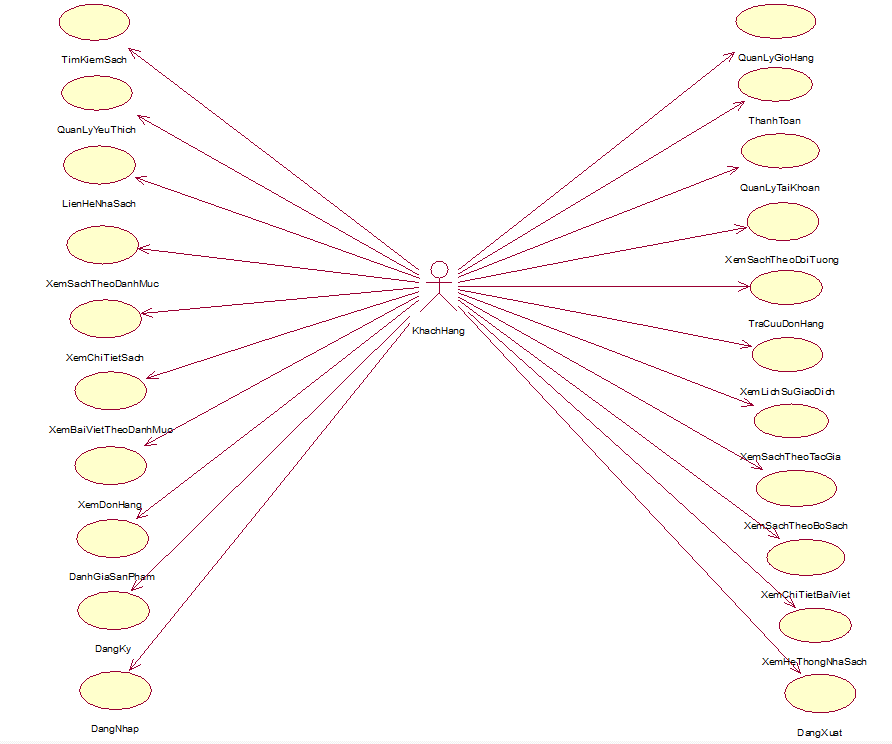 TimKiemSach
QuanLyYeuThich
LienHeNhaSach
XemSachTheoDanhMuc
XemChiTietSach
XemBaiVietTheoDanhMuc
XemDonHang
DanhGiaSanPham
DangKy
DangNhap
KhachHang
QuanLyGioHang
ThanhToan
QuanLyTaiKhoan
XemSachTheoDoiTuong
TraCuuDonHang
XemLichSuGiaoDich
XemSachTheoTacGia
XemSachTheoBoSach
XemChiTietBaiViet
XemHeThongNhaSach
DangXuat